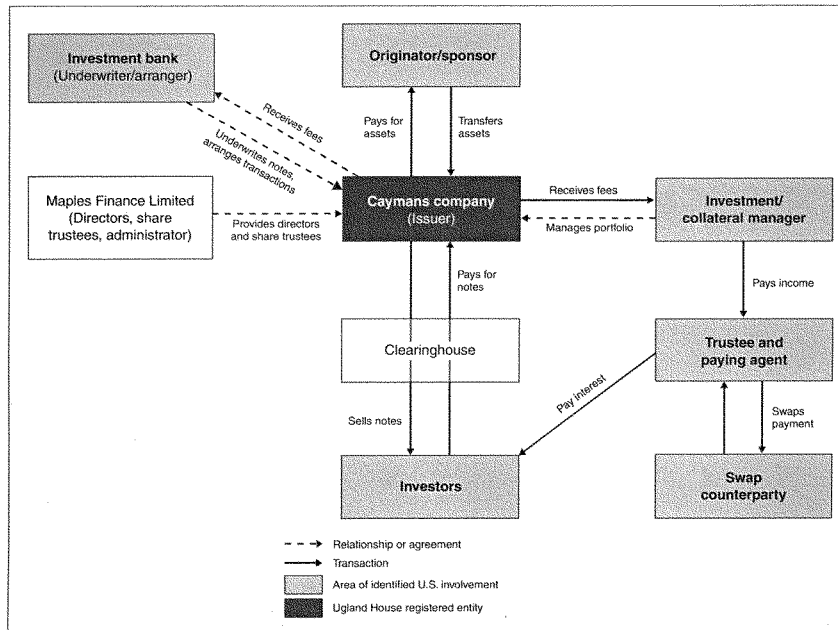 Investment bank
(Underwriter/arranger)
Originator/sponsor
Receives fees
Underwrites notes,
arranges transactions
Pays for
assets
Transfers
assets
Maples Finance Limited
(Directors, share
trustees, administrator)
Provides directors
and share trustees
Caymans company
(Issuer)
Receives fees
Manages portfolio
Investment/
collateral manager
Pays for
notes
Pays income
Clearinghouse
Trustee and
paying agent
Pay interest
Sells notes
Swaps
payment
Investors
Swap
counterparty
Relationship or agreement
Transaction
Area of identified U.S. involvement
Ugland House registered entity